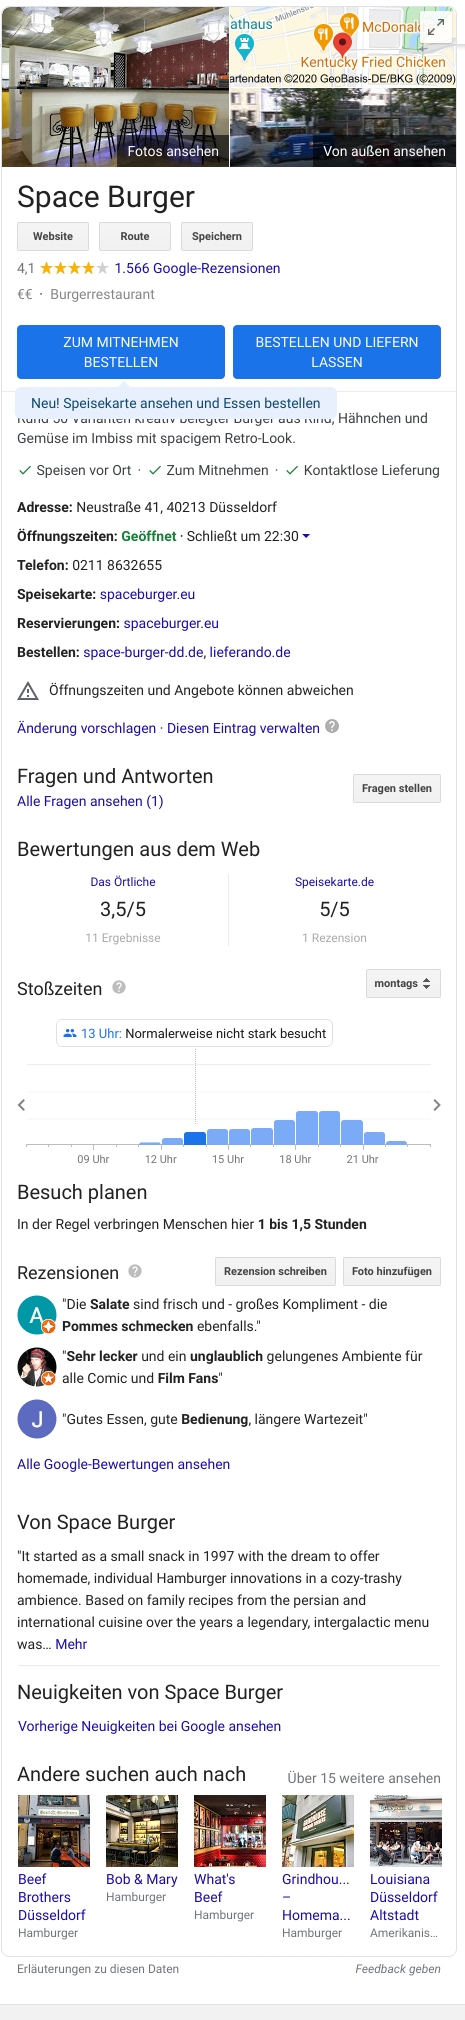 athaus
Mühlenstr
McDonal
Kentucky Fried Chicken
artendaten ©2020 GeoBasis-DE/BKG (©2009)
Fotos ansehen
Von außen ansehen
Space Burger
Website
Route
Speichern
4,1 1.566 Google-Rezensionen
€€ · Burgerrestaurant
ZUM MITNEHMEN
BESTELLEN
BESTELLEN UND LIEFERN
LASSEN
Neu! Speisekarte ansehen und Essen bestellen
Rund 50 Varianten kreativ belegter Burger aus Rind, Hähnchen und
Gemüse im Imbiss mit spacigem Retro-Look.
Speisen vor Ort · Zum Mitnehmen · Kontaktlose Lieferung
Adresse: Neustraße 41, 40213 Düsseldorf
Öffnungszeiten: Geöffnet · Schließt um 22:30
Telefon: 0211 8632655
Speisekarte: spaceburger.eu
Reservierungen: spaceburger.eu
Bestellen: space-burger-dd.de, lieferando.de
Öffnungszeiten und Angebote können abweichen
Änderung vorschlagen · Diesen Eintrag verwalten ?
Fragen und Antworten
Alle Fragen ansehen (1)
Fragen stellen
Bewertungen aus dem Web
Das Örtliche
3,5/5
11 Ergebnisse
Speisekarte.de
5/5
1 Rezension
Stoßzeiten ?
montags
13 Uhr: Normalerweise nicht stark besucht
09 Uhr 12 Uhr 15 Uhr 18 Uhr 21 Uhr
Besuch planen
In der Regel verbringen Menschen hier 1 bis 1,5 Stunden
Rezensionen ?
Rezension schreiben
Foto hinzufügen
A
"Die Salate sind frisch und - großes Kompliment - die
Pommes schmecken ebenfalls."
"Sehr lecker und ein unglaublich gelungenes Ambiente für
alle Comic und Film Fans"
J
"Gutes Essen, gute Bedienung, längere Wartezeit"
Alle Google-Bewertungen ansehen
Von Space Burger
"It started as a small snack in 1997 with the dream to offer
homemade, individual Hamburger innovations in a cozy-trashy
ambience. Based on family recipes from the persian and
international cuisine over the years a legendary, intergalactic menu
was… Mehr
Neuigkeiten von Space Burger
Vorherige Neuigkeiten bei Google ansehen
Andere suchen auch nach
Über 15 weitere ansehen
Beef
Brothers
Düsseldorf
Hamburger
Bob & Mary
Hamburger
What's
Beef
Hamburger
Grindhou...
–
Homema...
Hamburger
Louisiana
Düsseldorf
Altstadt
Amerikanis...
Erläuterungen zu diesen Daten
Feedback geben